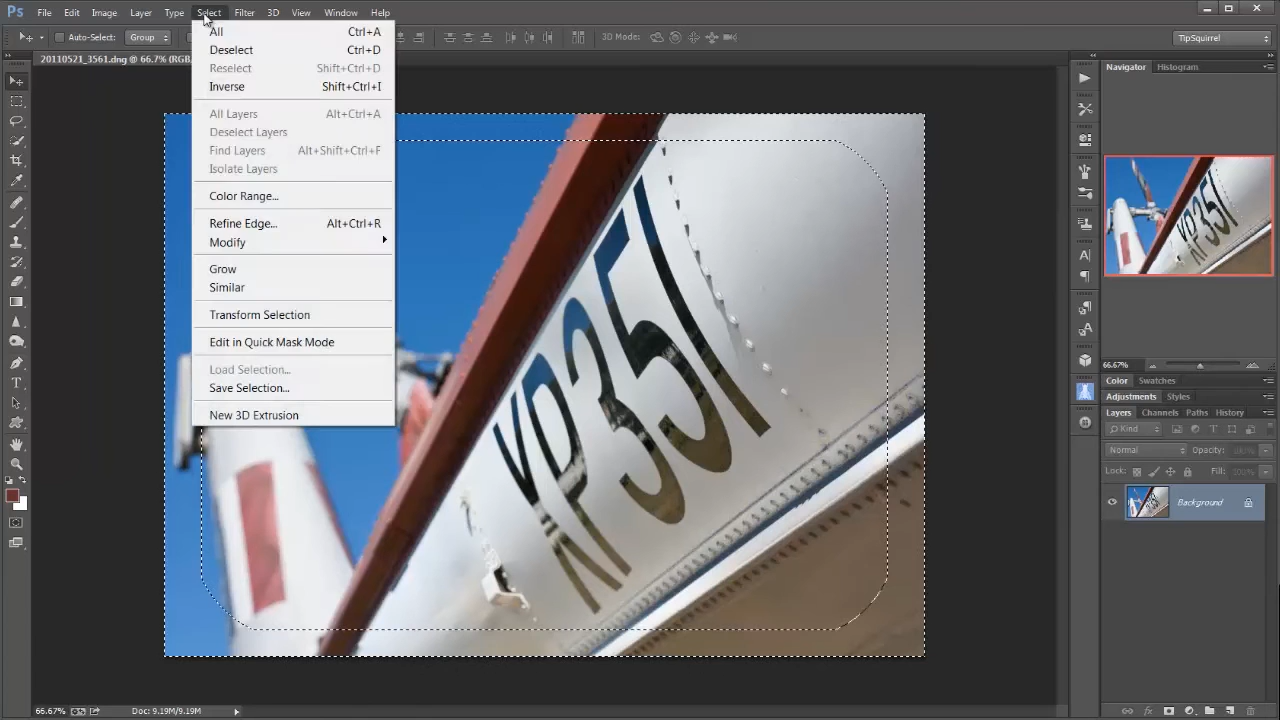 Ps File Edit Image Layer Type Select Filter 3D View Window Help
Auto-Select: Group 3D Mode: TipSquirrel
20110521_3561.dng @ 66.7% (RGB
All Ctrl+A
Deselect Ctrl+D
Reselect Shift+Ctrl+D
Inverse Shift+Ctrl+I
All Layers Alt+Ctrl+A
Deselect Layers
Find Layers Alt+Shift+Ctrl+F
Isolate Layers
Color Range...
Refine Edge... Alt+Ctrl+R
Modify
Grow
Similar
Transform Selection
Edit in Quick Mask Mode
Load Selection...
Save Selection...
New 3D Extrusion
XP351
Navigator Histogram
66.67%
Color Swatches
Adjustments Styles
Layers Channels Paths History
Kind
Normal Opacity:
Lock: Fill: 100%
Background
66.67% Doc: 9.19M/9.19M